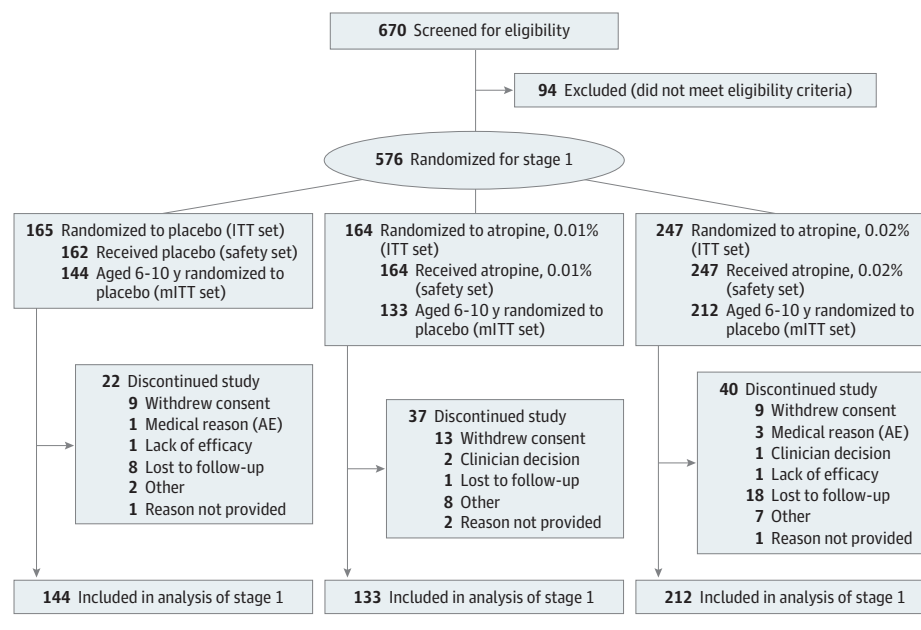 670 Screened for eligibility
94 Excluded (did not meet eligibility criteria)
576 Randomized for stage 1
165 Randomized to placebo (ITT set)
162 Received placebo (safety set)
144 Aged 6-10 y randomized to
placebo (mITT set)
164 Randomized to atropine, 0.01%
(ITT set)
164 Received atropine, 0.01%
(safety set)
133 Aged 6-10 y randomized to
placebo (mITT set)
247 Randomized to atropine, 0.02%
(ITT set)
247 Received atropine, 0.02%
(safety set)
212 Aged 6-10 y randomized to
placebo (mITT set)
22 Discontinued study
9 Withdrew consent
1 Medical reason (AE)
1 Lack of efficacy
8 Lost to follow-up
2 Other
1 Reason not provided
37 Discontinued study
13 Withdrew consent
2 Clinician decision
1 Lost to follow-up
8 Other
2 Reason not provided
40 Discontinued study
9 Withdrew consent
3 Medical reason (AE)
1 Clinician decision
1 Lack of efficacy
18 Lost to follow-up
7 Other
1 Reason not provided
144 Included in analysis of stage 1
133 Included in analysis of stage 1
212 Included in analysis of stage 1